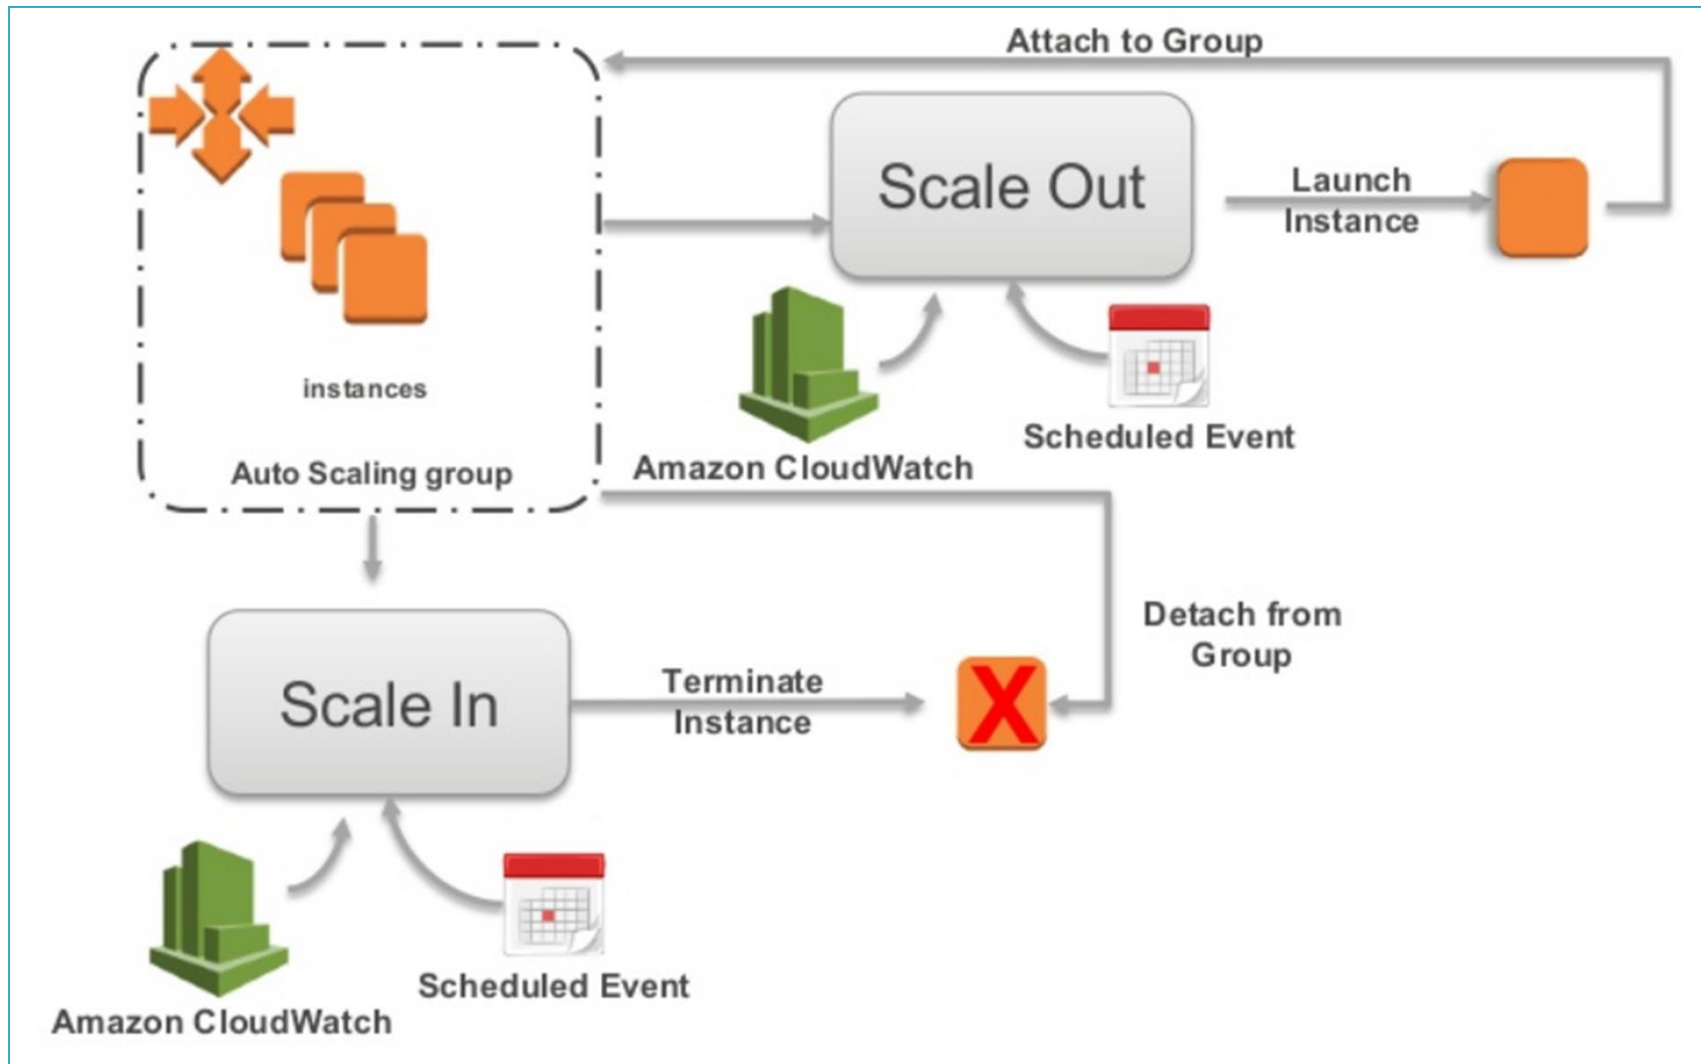 Attach to Group
Scale Out
Launch
Instance
instances
Auto Scaling group
Amazon CloudWatch
Scheduled Event
Detach from
Group
Scale In
Terminate
Instance
X
Amazon CloudWatch
Scheduled Event